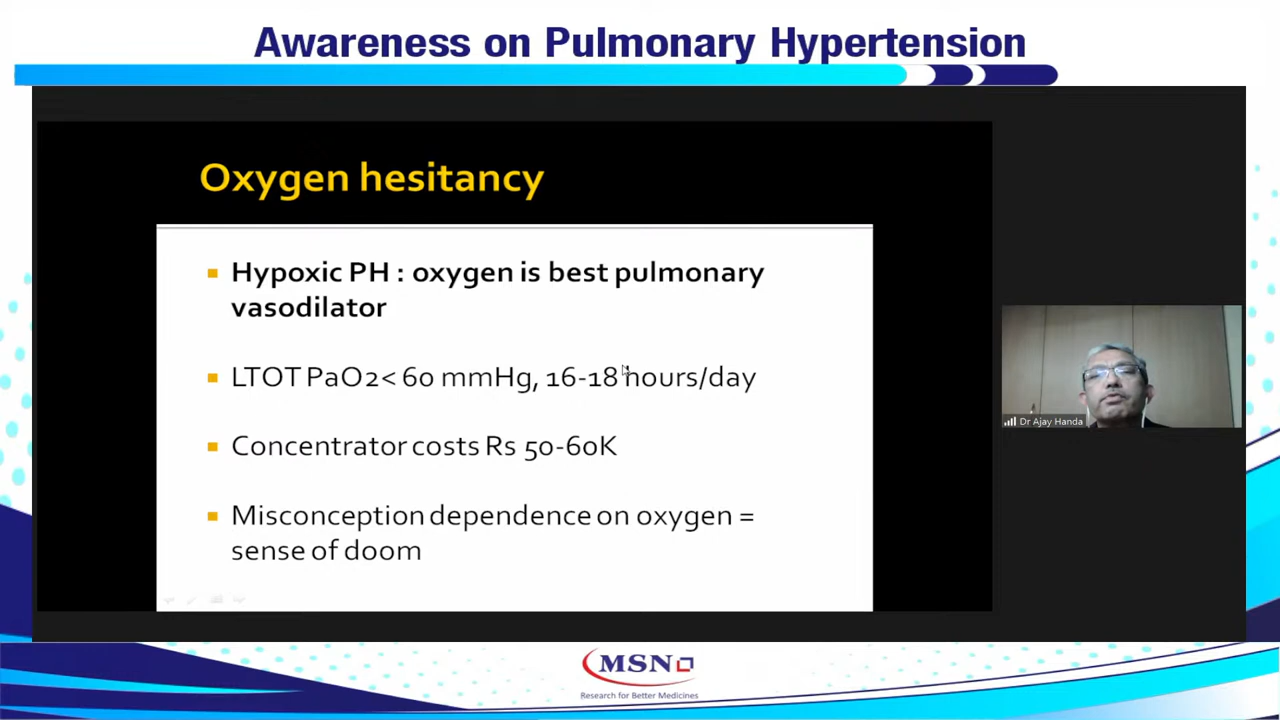 Awareness on Pulmonary Hypertension
Oxygen hesitancy
Hypoxic PH : oxygen is best pulmonary
vasodilator
LTOT PaO2< 60 mmHg, 16-18 hours/day
Concentrator costs Rs 50-60K
Misconception dependence on oxygen =
sense of doom
Dr Ajay Handa
MSN
Research for Better Medicines